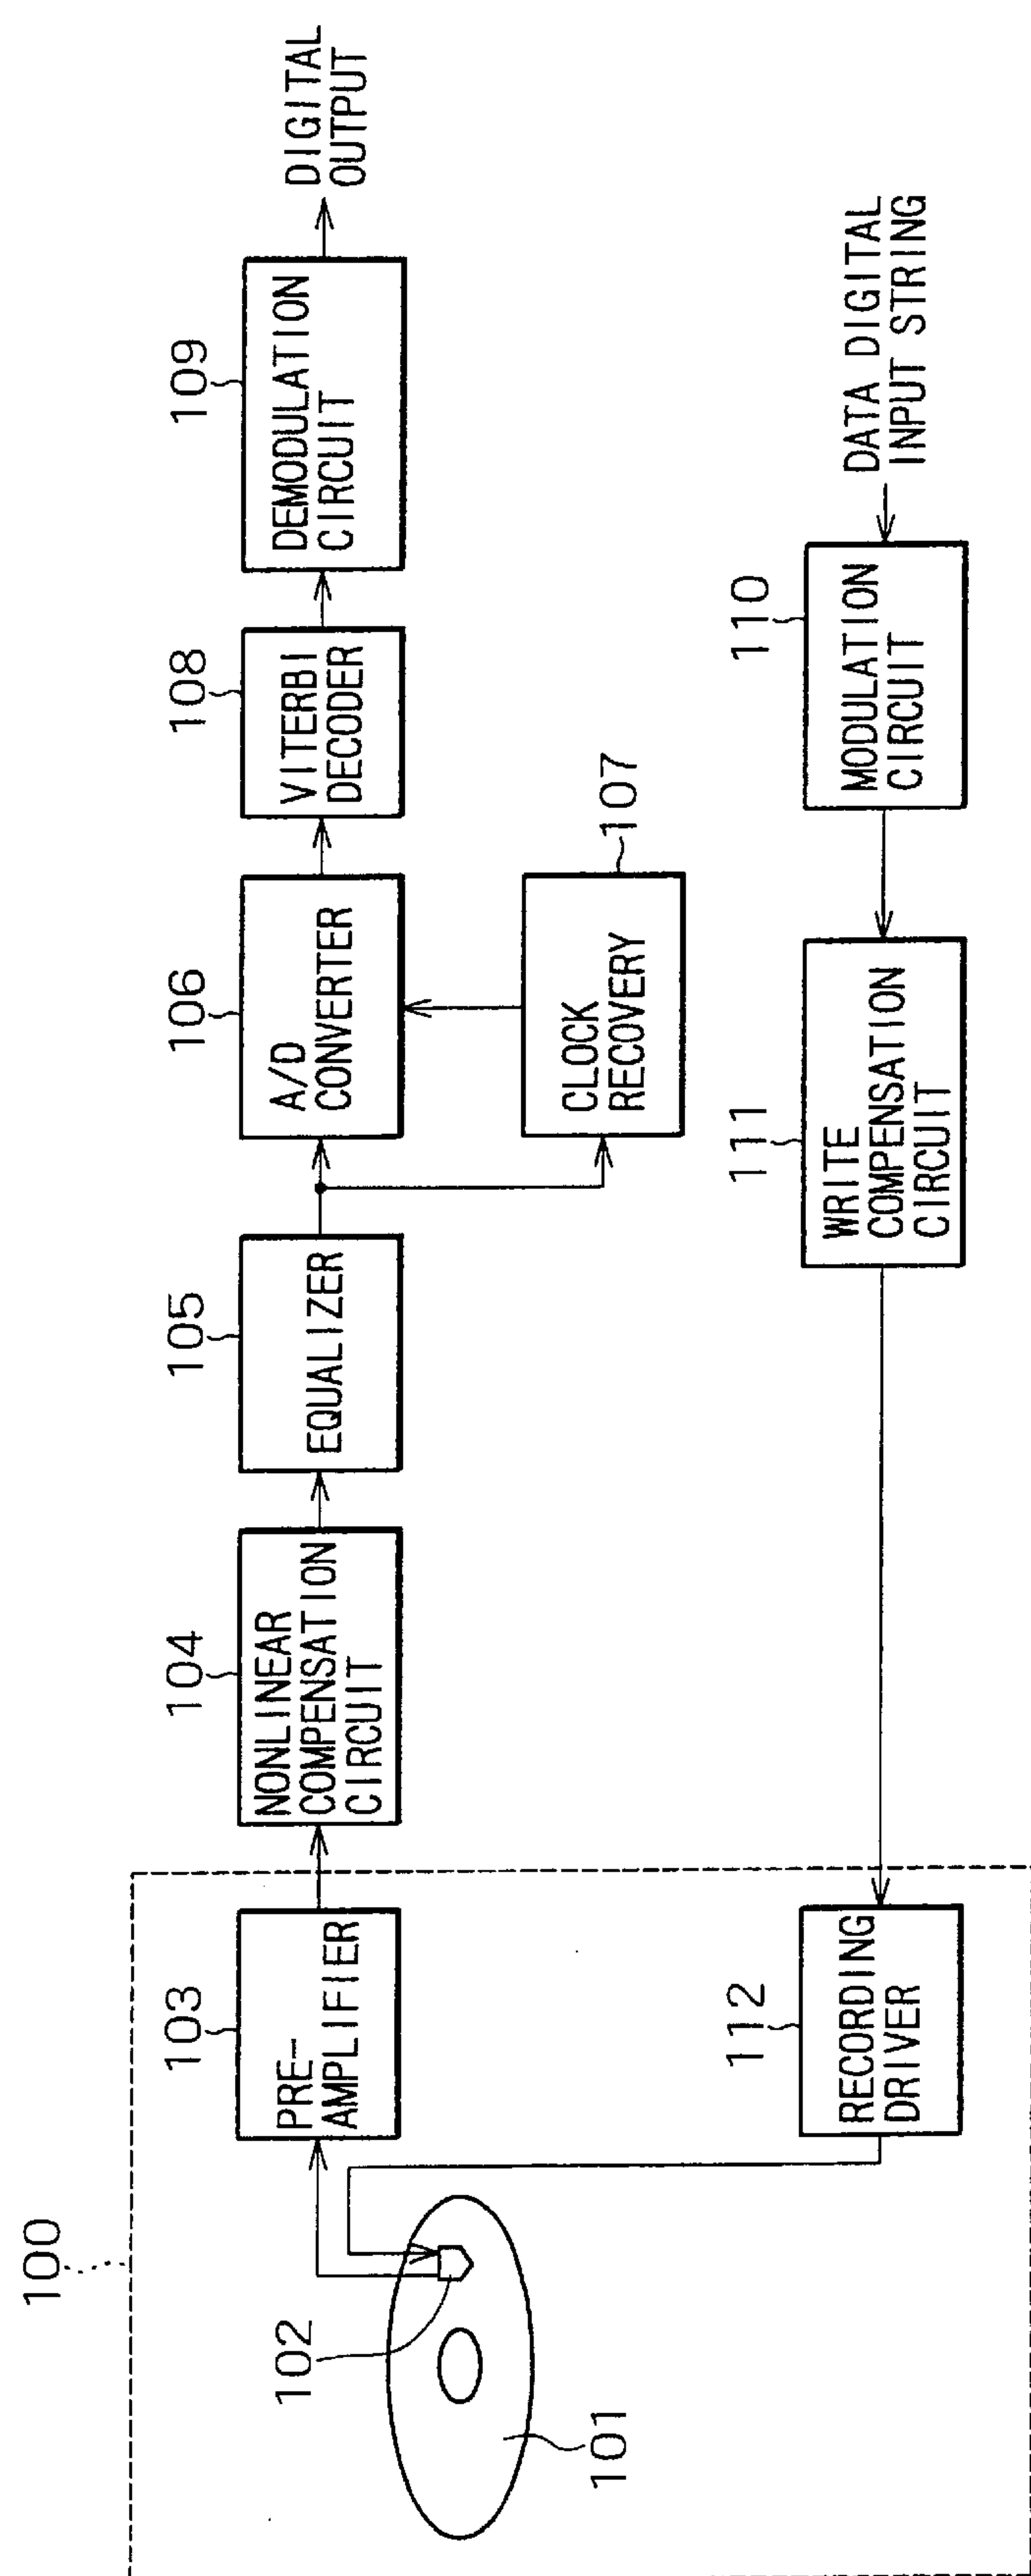 100
101
102
103
PRE-
AMPLIFIER
104
NONLINEAR
COMPENSATION
CIRCUIT
105
EQUALIZER
106
A/D
CONVERTER
107
CLOCK
RECOVERY
108
VITERBI
DECODER
109
DEMODULATION
CIRCUIT
DIGITAL
OUTPUT
112
RECORDING
DRIVER
111
WRITE
COMPENSATION
CIRCUIT
110
MODULATION
CIRCUIT
DATA DIGITAL
INPUT STRING